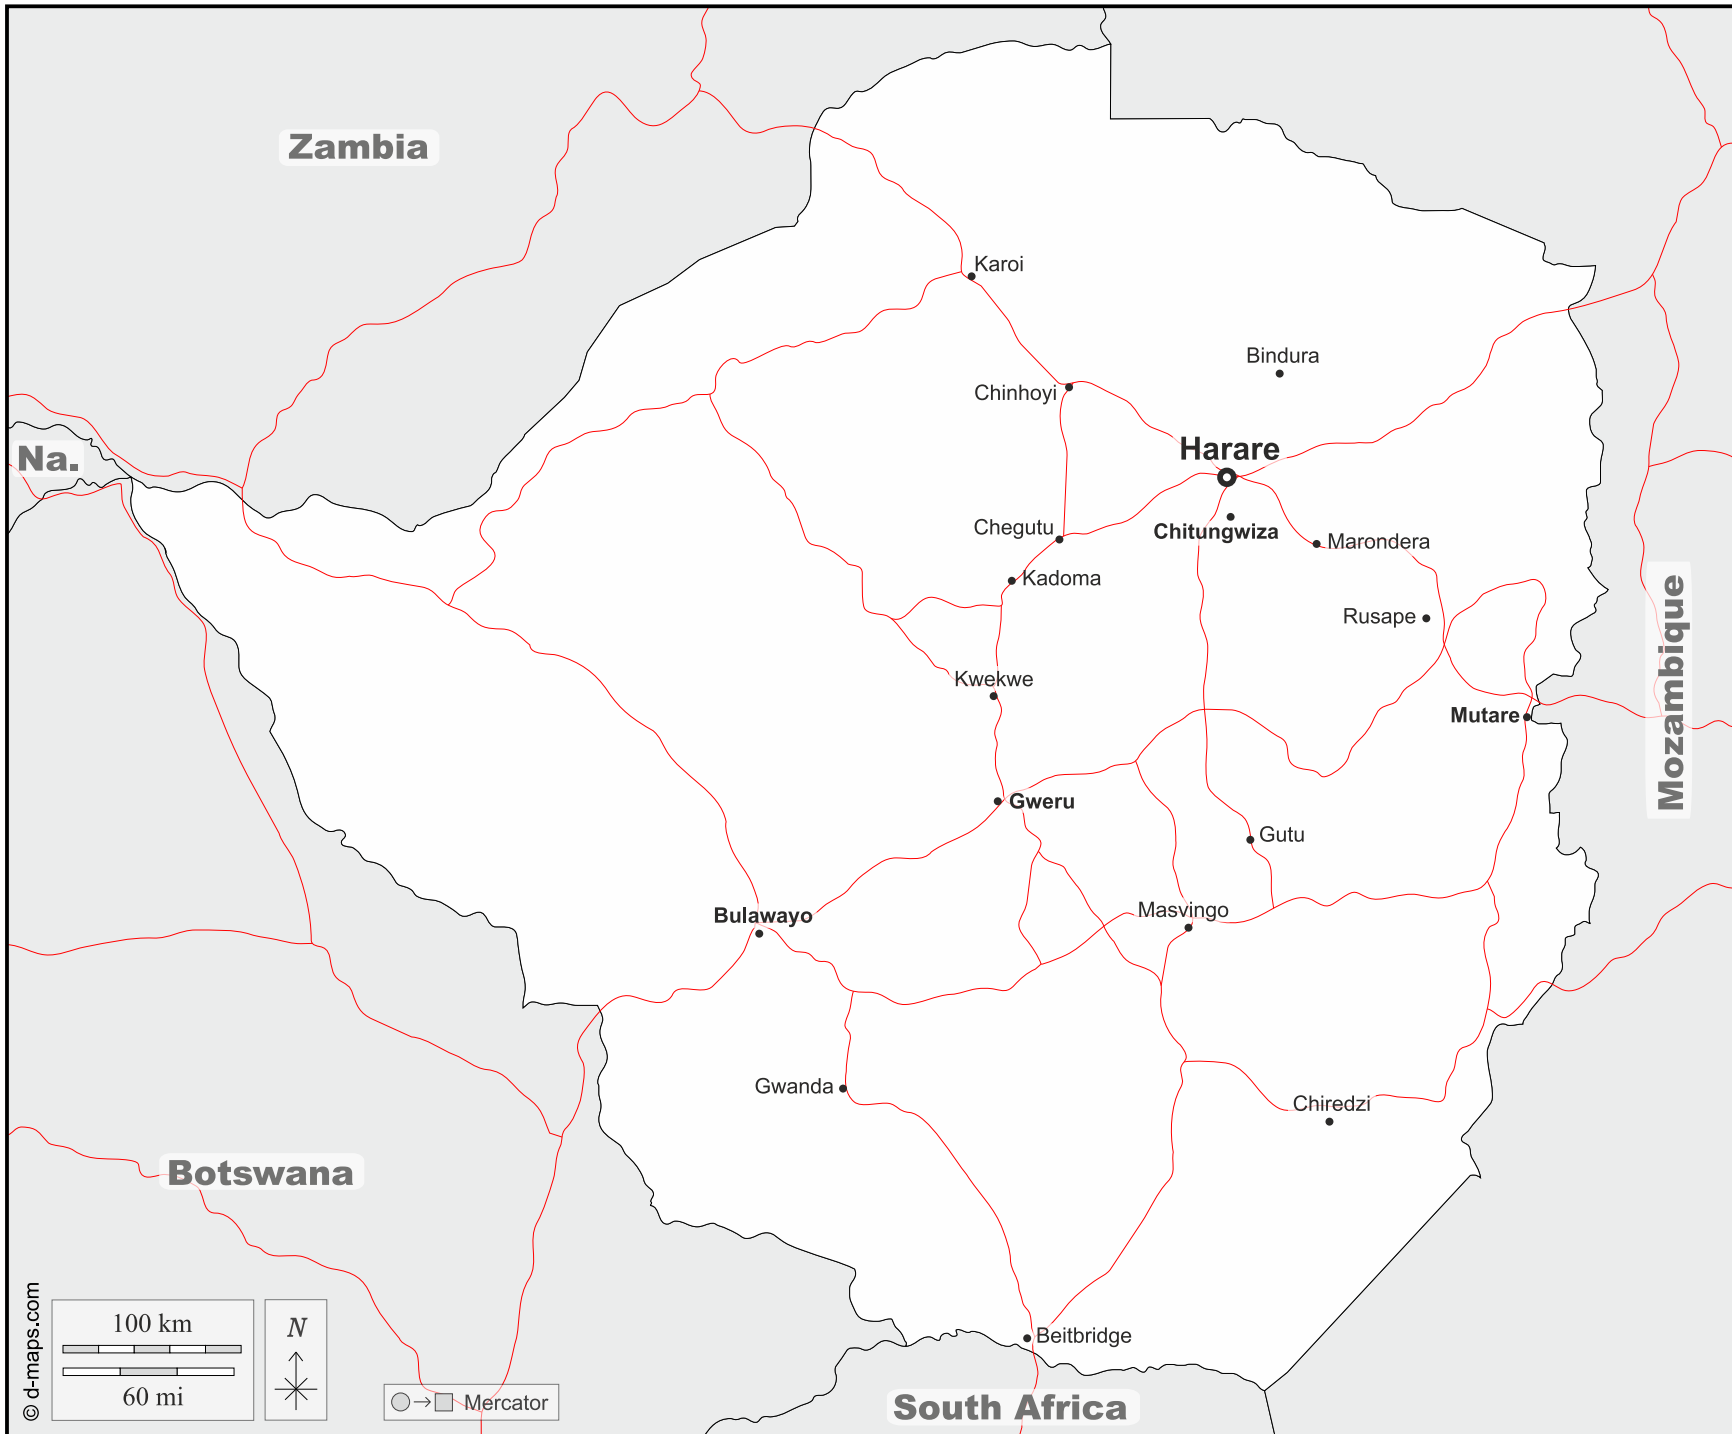 Zambia
Karoi
Bindura
Chinhoyi
Harare
Na.
Chegutu
Chitungwiza
Marondera
Kadoma
Rusape
Mozambique
Kwekwe
Mutare
Gweru
Gutu
Masvingo
Bulawayo
Gwanda
Chiredzi
Botswana
© d-maps.com
100 km
60 mi
N
Mercator
Beitbridge
South Africa